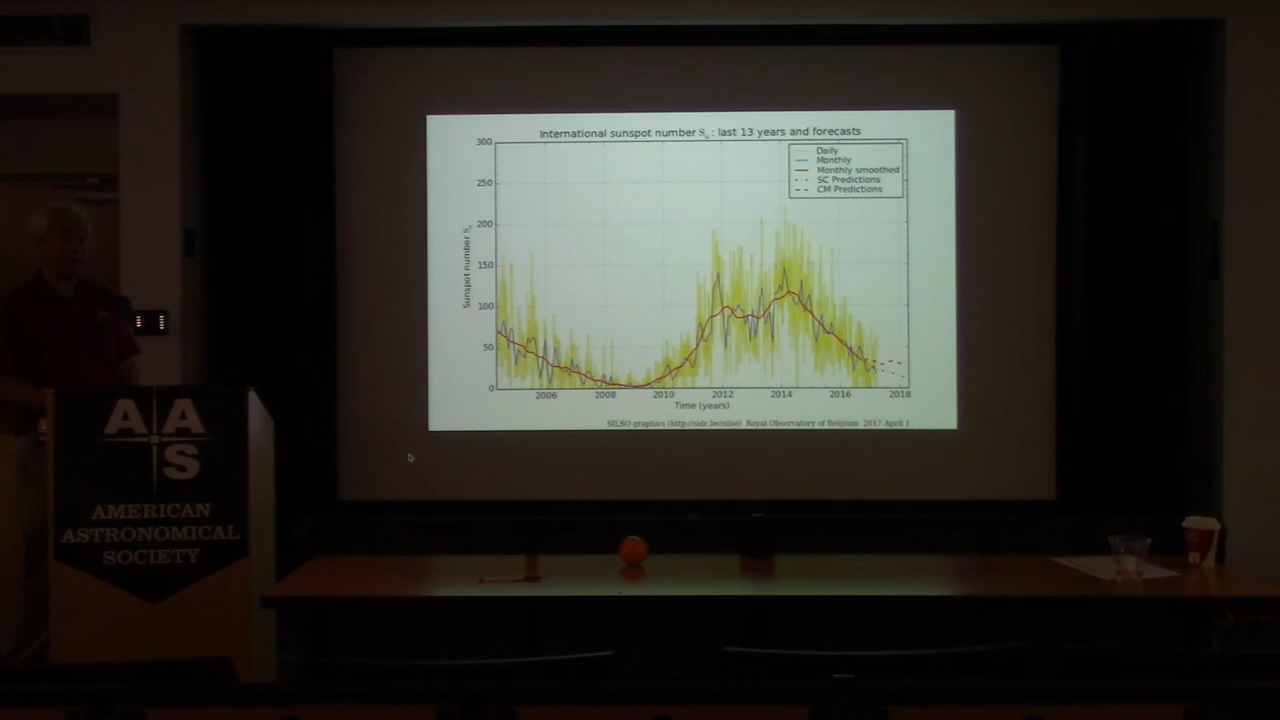 International sunspot number Sn : last 13 years and forecasts
300
250
200
150
100
50
0
Sunspot number Sn
Daily
Monthly
Monthly smoothed
SC Predictions
CM Predictions
2006 2008 2010 2012 2014 2016 2018
Time (years)
SILSO graphics (http://sidc.be/silso) Royal Observatory of Belgium 2017 April 1
AAS
AMERICAN
ASTRONOMICAL
SOCIETY